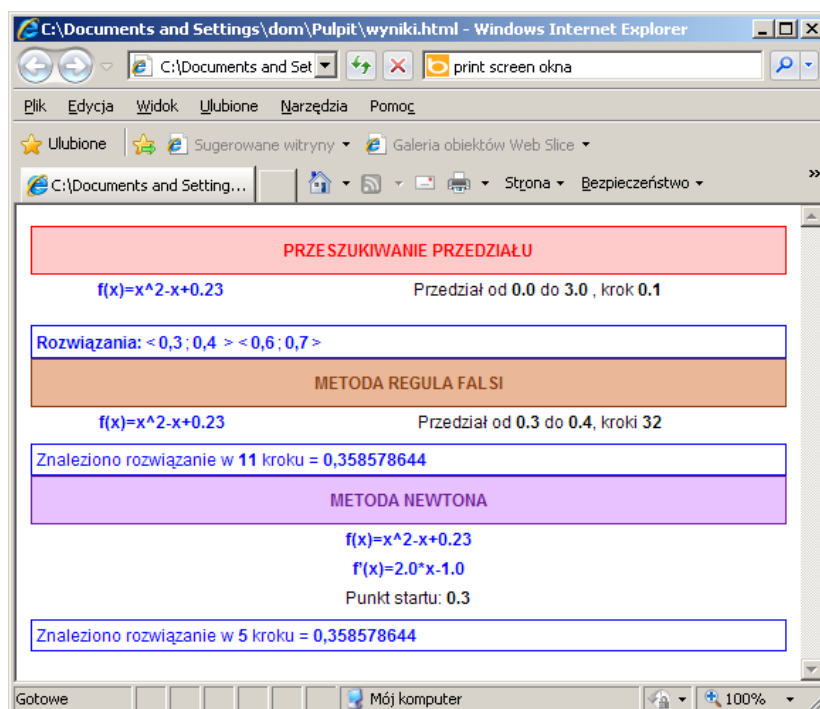 C:\Documents and Settings\dom\Pulpit\wyniki.html - Windows Internet Explorer
C:\Documents and Set
print screen okna
Plik Edycja Widok Ulubione Narzędzia Pomoc
Ulubione Sugerowane witryny Galeria obiektów Web Slice
C:\Documents and Setting... Strona Bezpieczeństwo »
PRZESZUKIWANIE PRZEDZIAŁU
f(x)=x^2-x+0.23 Przedział od 0.0 do 3.0 , krok 0.1
Rozwiązania: < 0,3 ; 0,4 > < 0,6 ; 0,7 >
METODA REGULA FALSI
f(x)=x^2-x+0.23 Przedział od 0.3 do 0.4, kroki 32
Znaleziono rozwiązanie w 11 kroku = 0,358578644
METODA NEWTONA
f(x)=x^2-x+0.23
f'(x)=2.0*x-1.0
Punkt startu: 0.3
Znaleziono rozwiązanie w 5 kroku = 0,358578644
Gotowe Mój komputer 100%